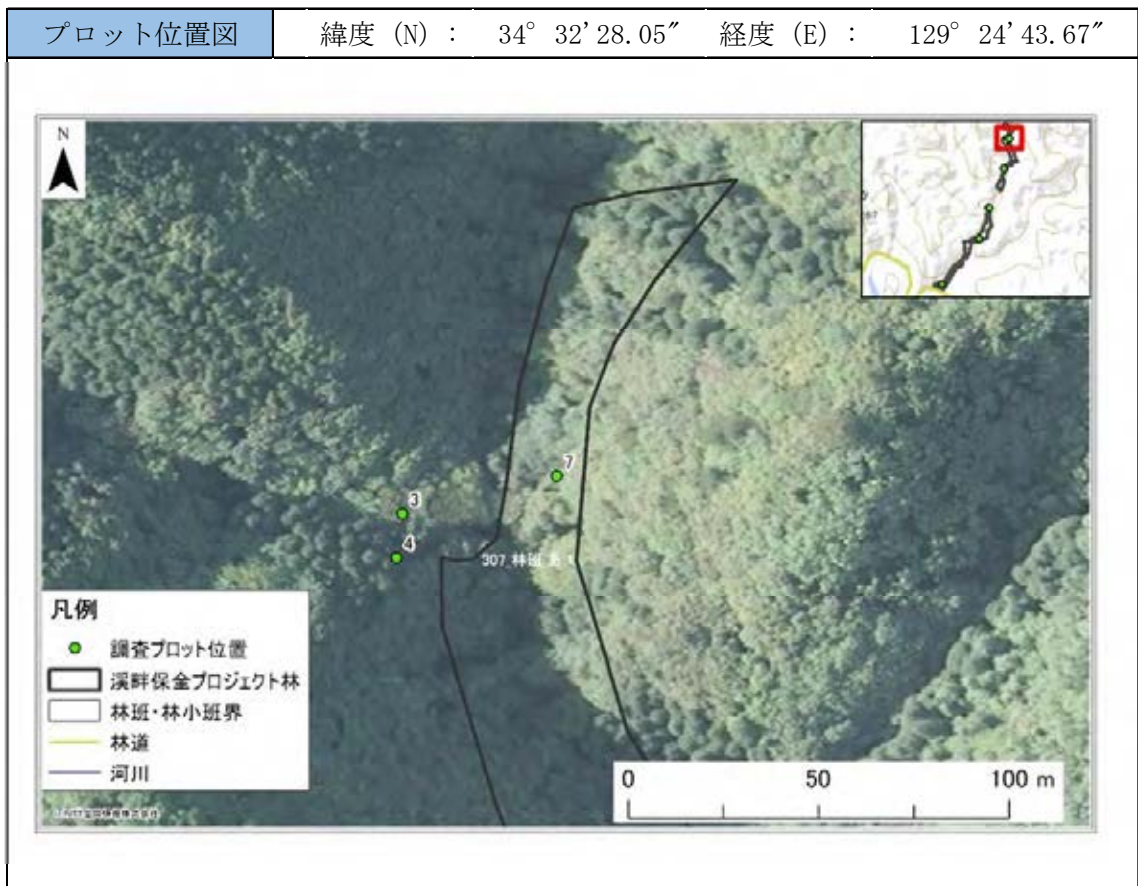 プロット位置図 緯度 (N) : 34° 32'28.05″ 経度 (E) : 129° 24'43.67″
N
7
3
4
307 林班
凡例
調査プロット位置
渓畔保全プロジェクト林
林班・林小班界
林道
河川
0 50 100 m